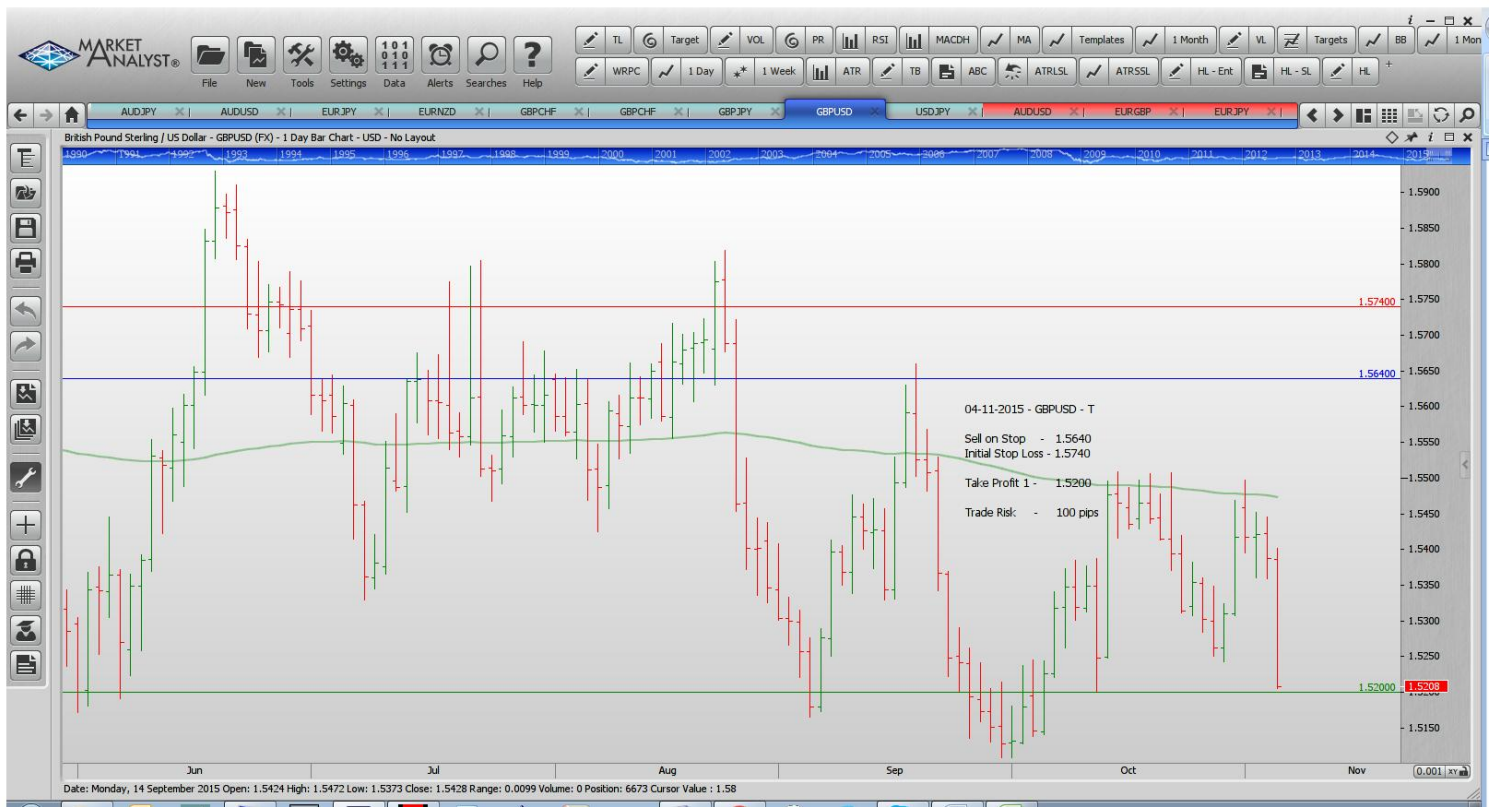 MARKET
ANALYST®
File New Tools Settings Data Alerts Searches Help
101
010
111
i
TL Target VOL PR RSI MACDH MA Templates 1 Month VL Targets BB 1 Mon
WRPC 1 Day 1 Week ATR TB ABC ATRLSL ATRSSL HL - Ent HL - SL HL
AUDJPY AUDUSD EURJPY EURNZD GBPCHF GBPCHF GBPJPY GBPUSD USDJPY AUDUSD EURGBP EURJPY
British Pound Sterling / US Dollar - GBPUSD (FX) - 1 Day Bar Chart - USD - No Layout
1990 1991 1992 1993 1994 1995 1996 1997 1998 1999 2000 2001 2002 2003 2004 2005 2006 2007 2008 2009 2010 2011 2012 2013 2014 2015
1.5900
1.5850
1.5800
1.5750
1.57400
1.5700
1.5650
1.56400
1.5600
04-11-2015 - GBPUSD - T
Sell on Stop - 1.5640
Initial Stop Loss - 1.5740
Take Profit 1 - 1.5200
Trade Risk - 100 pips
1.5550
1.5500
1.5450
1.5400
1.5350
1.5300
1.5250
1.52000
1.5208
1.5200
1.5150
Jun Jul Aug Sep Oct Nov
0.001 XY
Date: Monday, 14 September 2015 Open: 1.5424 High: 1.5472 Low: 1.5373 Close: 1.5428 Range: 0.0099 Volume: 0 Position: 6673 Cursor Value : 1.58